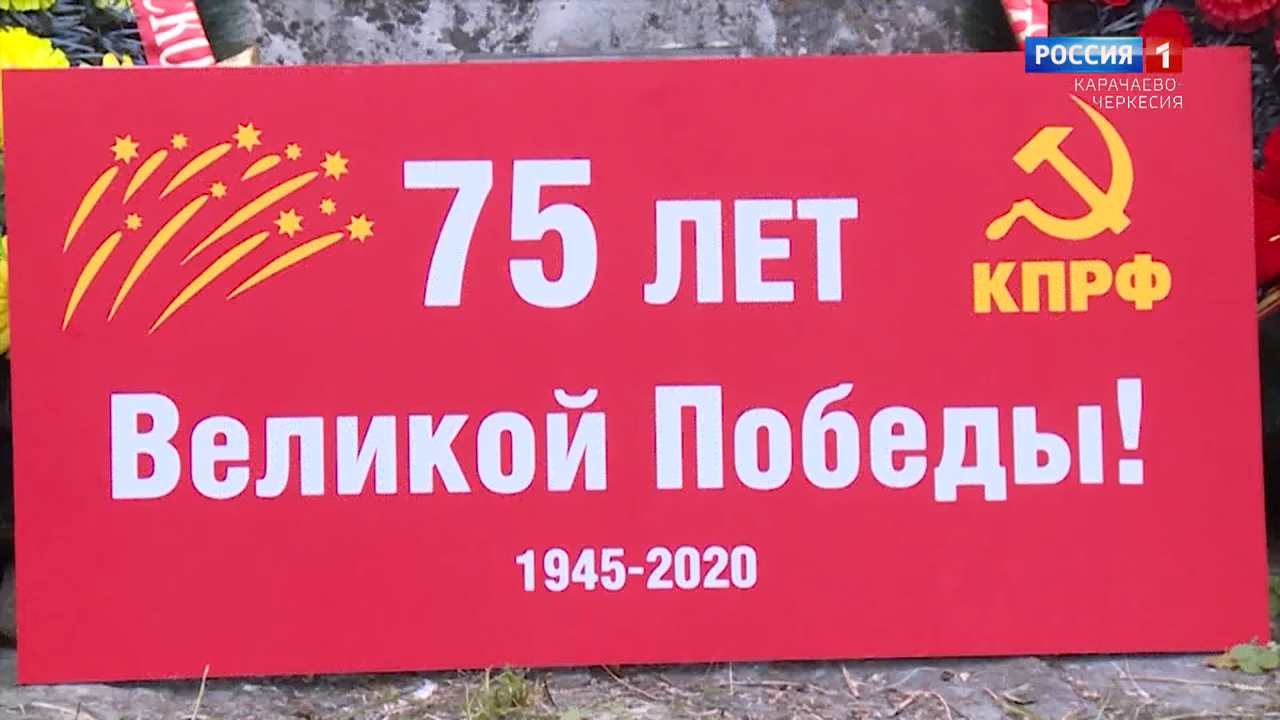 РОССИЯ 1
КАРАЧАЕВО-
ЧЕРКЕСИЯ
75 ЛЕТ
КПРФ
Великой Победы!
1945-2020